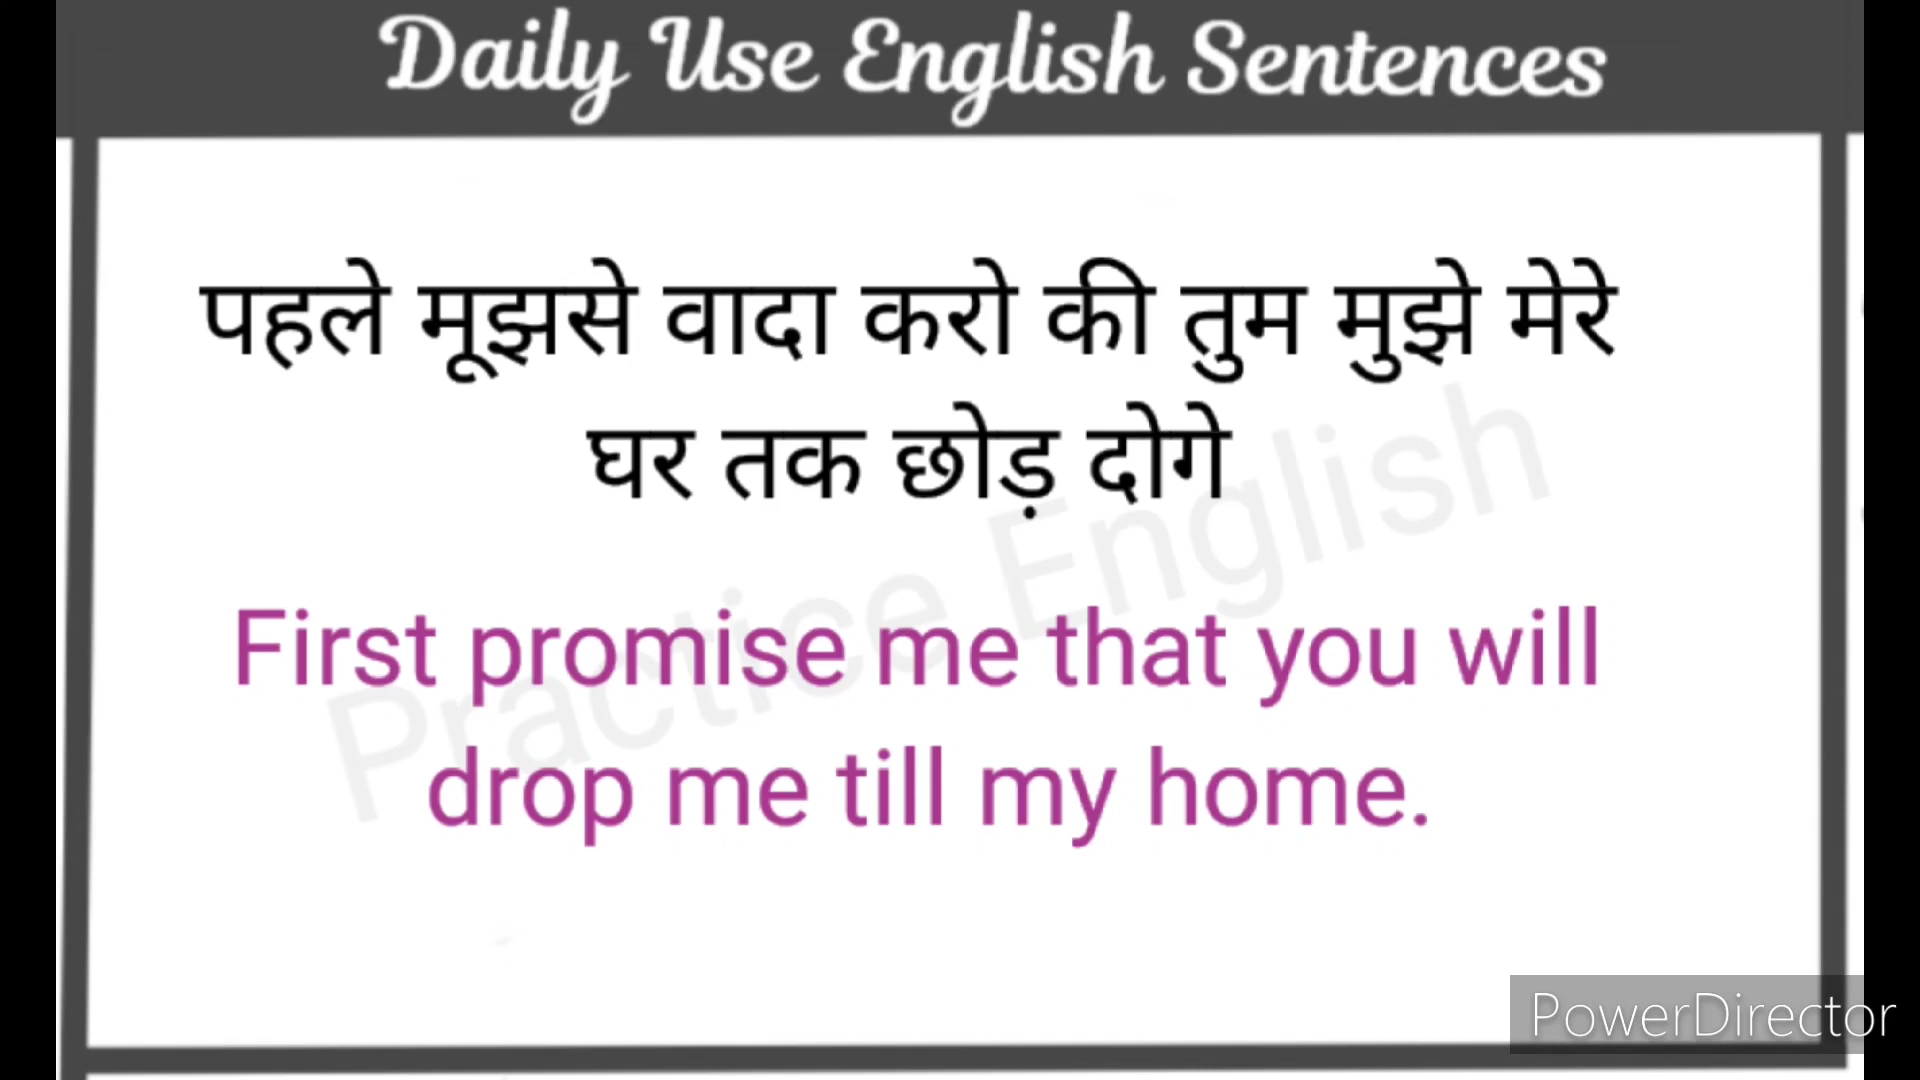 Daily Use English Sentences
पहले मूझसे वादा करो की तुम मुझे मेरे
घर तक छोड़ दोगे
First promise me that you will
drop me till my home.
Practice English
PowerDirector